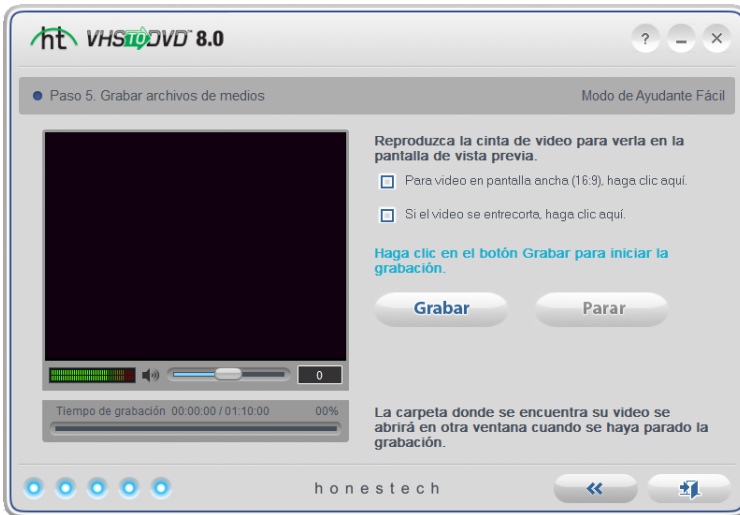 ht VHSTODVD™ 8.0
?
Paso 5. Grabar archivos de medios
Modo de Ayudante Fácil
Reproduzca la cinta de video para verla en la
pantalla de vista previa.
Para video en pantalla ancha (16:9), haga clic aquí.
Si el video se entrecorta, haga clic aquí.
Haga clic en el botón Grabar para iniciar la
grabación.
Grabar
Parar
0
Tiempo de grabación 00:00:00 / 01:10:00 00%
La carpeta donde se encuentra su video se
abrirá en otra ventana cuando se haya parado la
grabación.
honestech